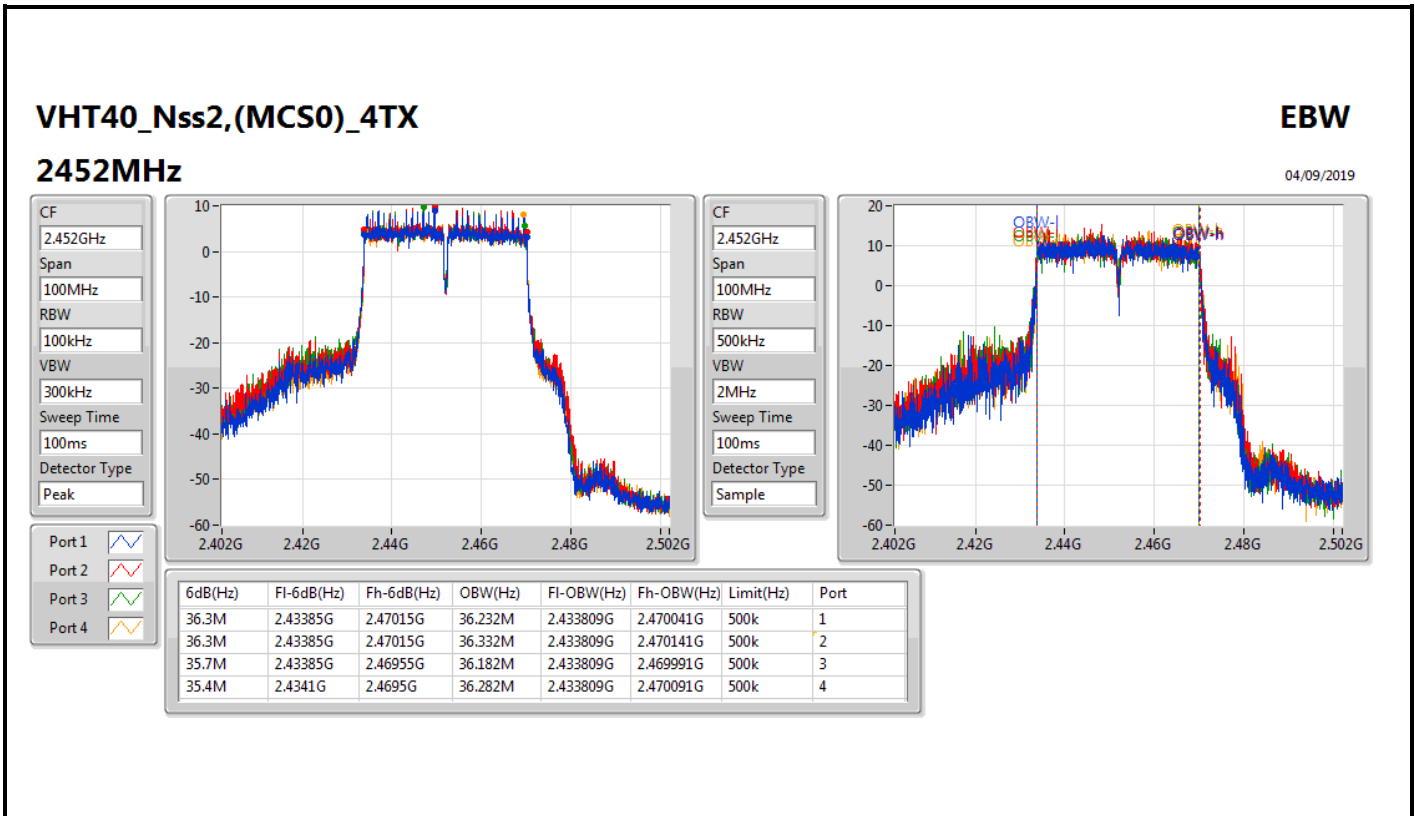 VHT40_Nss2,(MCS0)_4TX
EBW
2452MHz
04/09/2019
CF
2.452GHz
Span
100MHz
RBW
100kHz
VBW
300kHz
Sweep Time
100ms
Detector Type
Peak
10
0
-10
-20
-30
-40
-50
-60
2.402G 2.42G 2.44G 2.46G 2.48G 2.502G
CF
2.452GHz
Span
100MHz
RBW
500kHz
VBW
2MHz
Sweep Time
100ms
Detector Type
Sample
20
10
0
-10
-20
-30
-40
-50
-60
OBW-l
OBW-h
2.402G 2.42G 2.44G 2.46G 2.48G 2.502G
Port 1
Port 2
Port 3
Port 4
6dB(Hz) Fl-6dB(Hz) Fh-6dB(Hz) OBW(Hz) Fl-OBW(Hz) Fh-OBW(Hz) Limit(Hz) Port
36.3M 2.43385G 2.47015G 36.232M 2.433809G 2.470041G 500k 1
36.3M 2.43385G 2.47015G 36.332M 2.433809G 2.470141G 500k 2
35.7M 2.43385G 2.46955G 36.182M 2.433809G 2.469991G 500k 3
35.4M 2.4341G 2.4695G 36.282M 2.433809G 2.470091G 500k 4